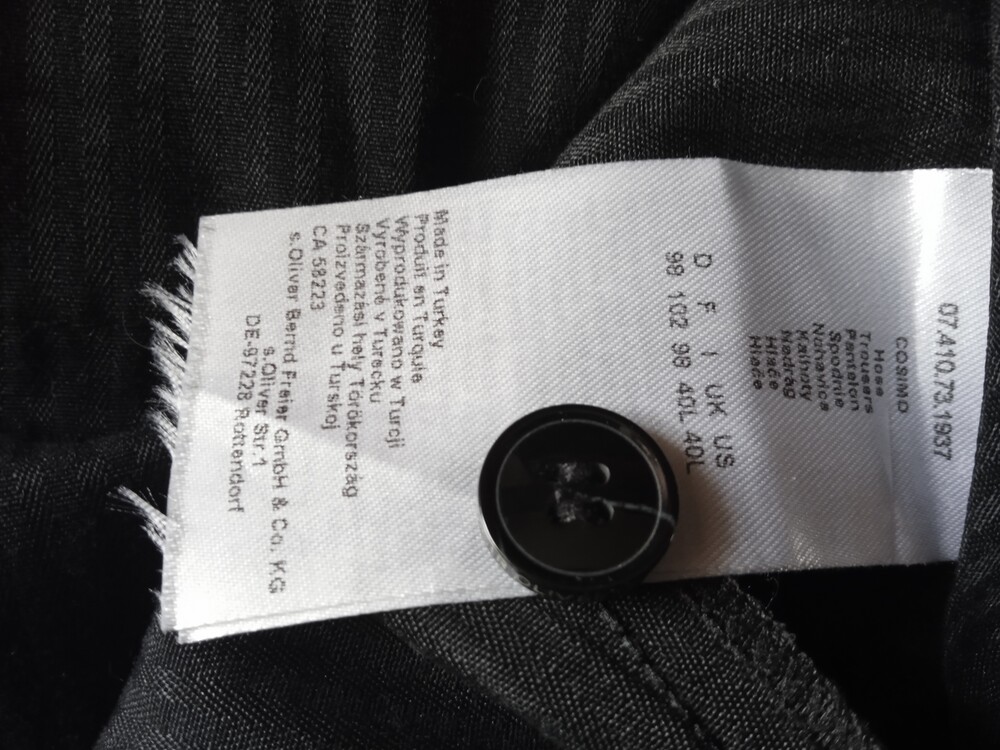 07.410.73.1937
COSIMO
Hose
Trousers
Pantalon
Spodnie
Nohavice
Kalhoty
Nadrág
Hlače
Hlače
D F I UK US
98 102 98 40L 40L
Made in Turkey
Produit en Turquie
Wyprodukowano w Turcji
Vyrobené v Turecku
Származási hely Törökország
Proizvedeno u Turskoj
CA 58223
s.Oliver Bernd Freier GmbH & Co. KG
s.Oliver Str.1
DE-97228 Rottendorf